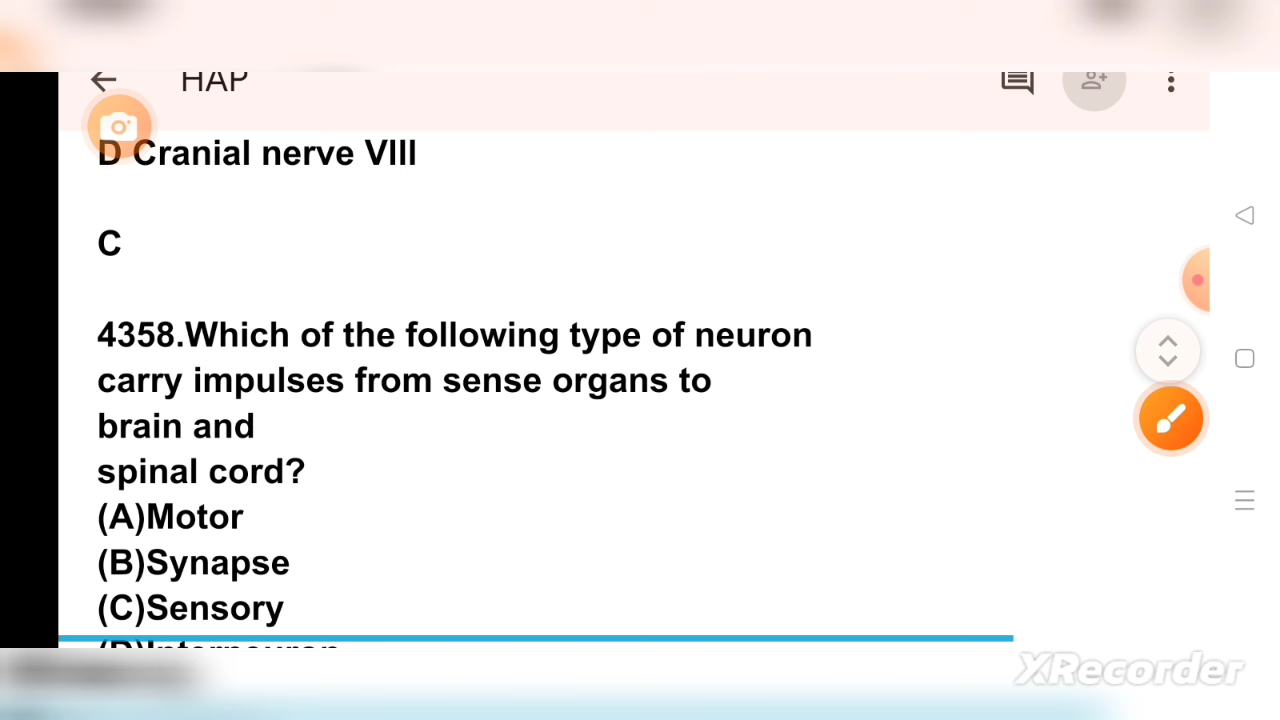 HAP
D Cranial nerve VIII
C
4358.Which of the following type of neuron
carry impulses from sense organs to
brain and
spinal cord?
(A)Motor
(B)Synapse
(C)Sensory
(D)Interneuron
XRecorder